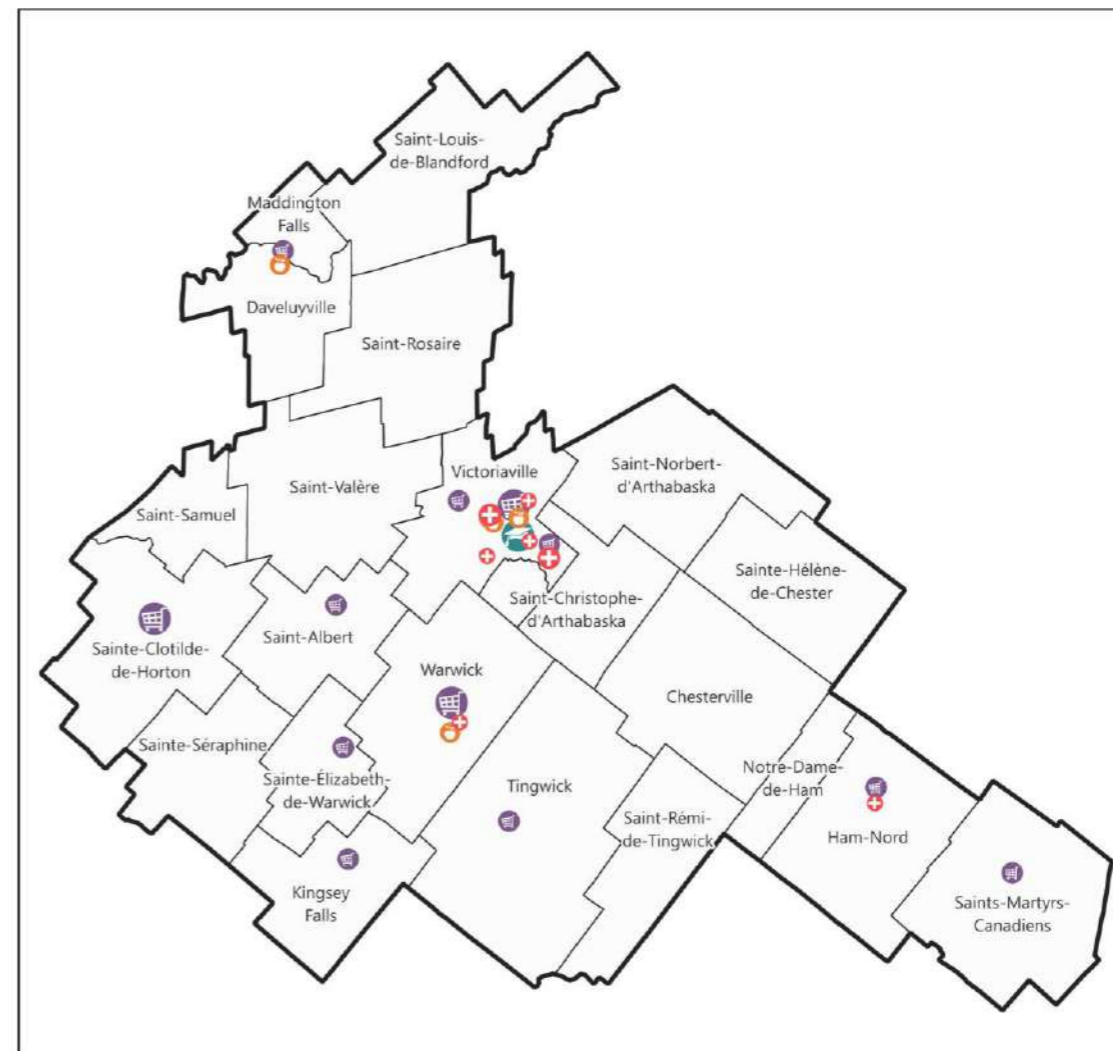 Saint-Louis-
de-Blandford
Maddington
Falls
Daveluyville
Saint-Rosaire
Victoriaville
Saint-Norbert-
d'Arthabaska
Saint-Valère
Saint-Samuel
Sainte-Hélène-
de-Chester
Saint-Christophe-
d'Arthabaska
Saint-Albert
Sainte-Clotilde-
de-Horton
Warwick
Chesterville
Sainte-Séraphine
Notre-Dame-
de-Ham
Sainte-Élizabeth-
de-Warwick
Tingwick
Saint-Rémi-
de-Tingwick
Ham-Nord
Kingsey
Falls
Saints-Martyrs-
Canadiens